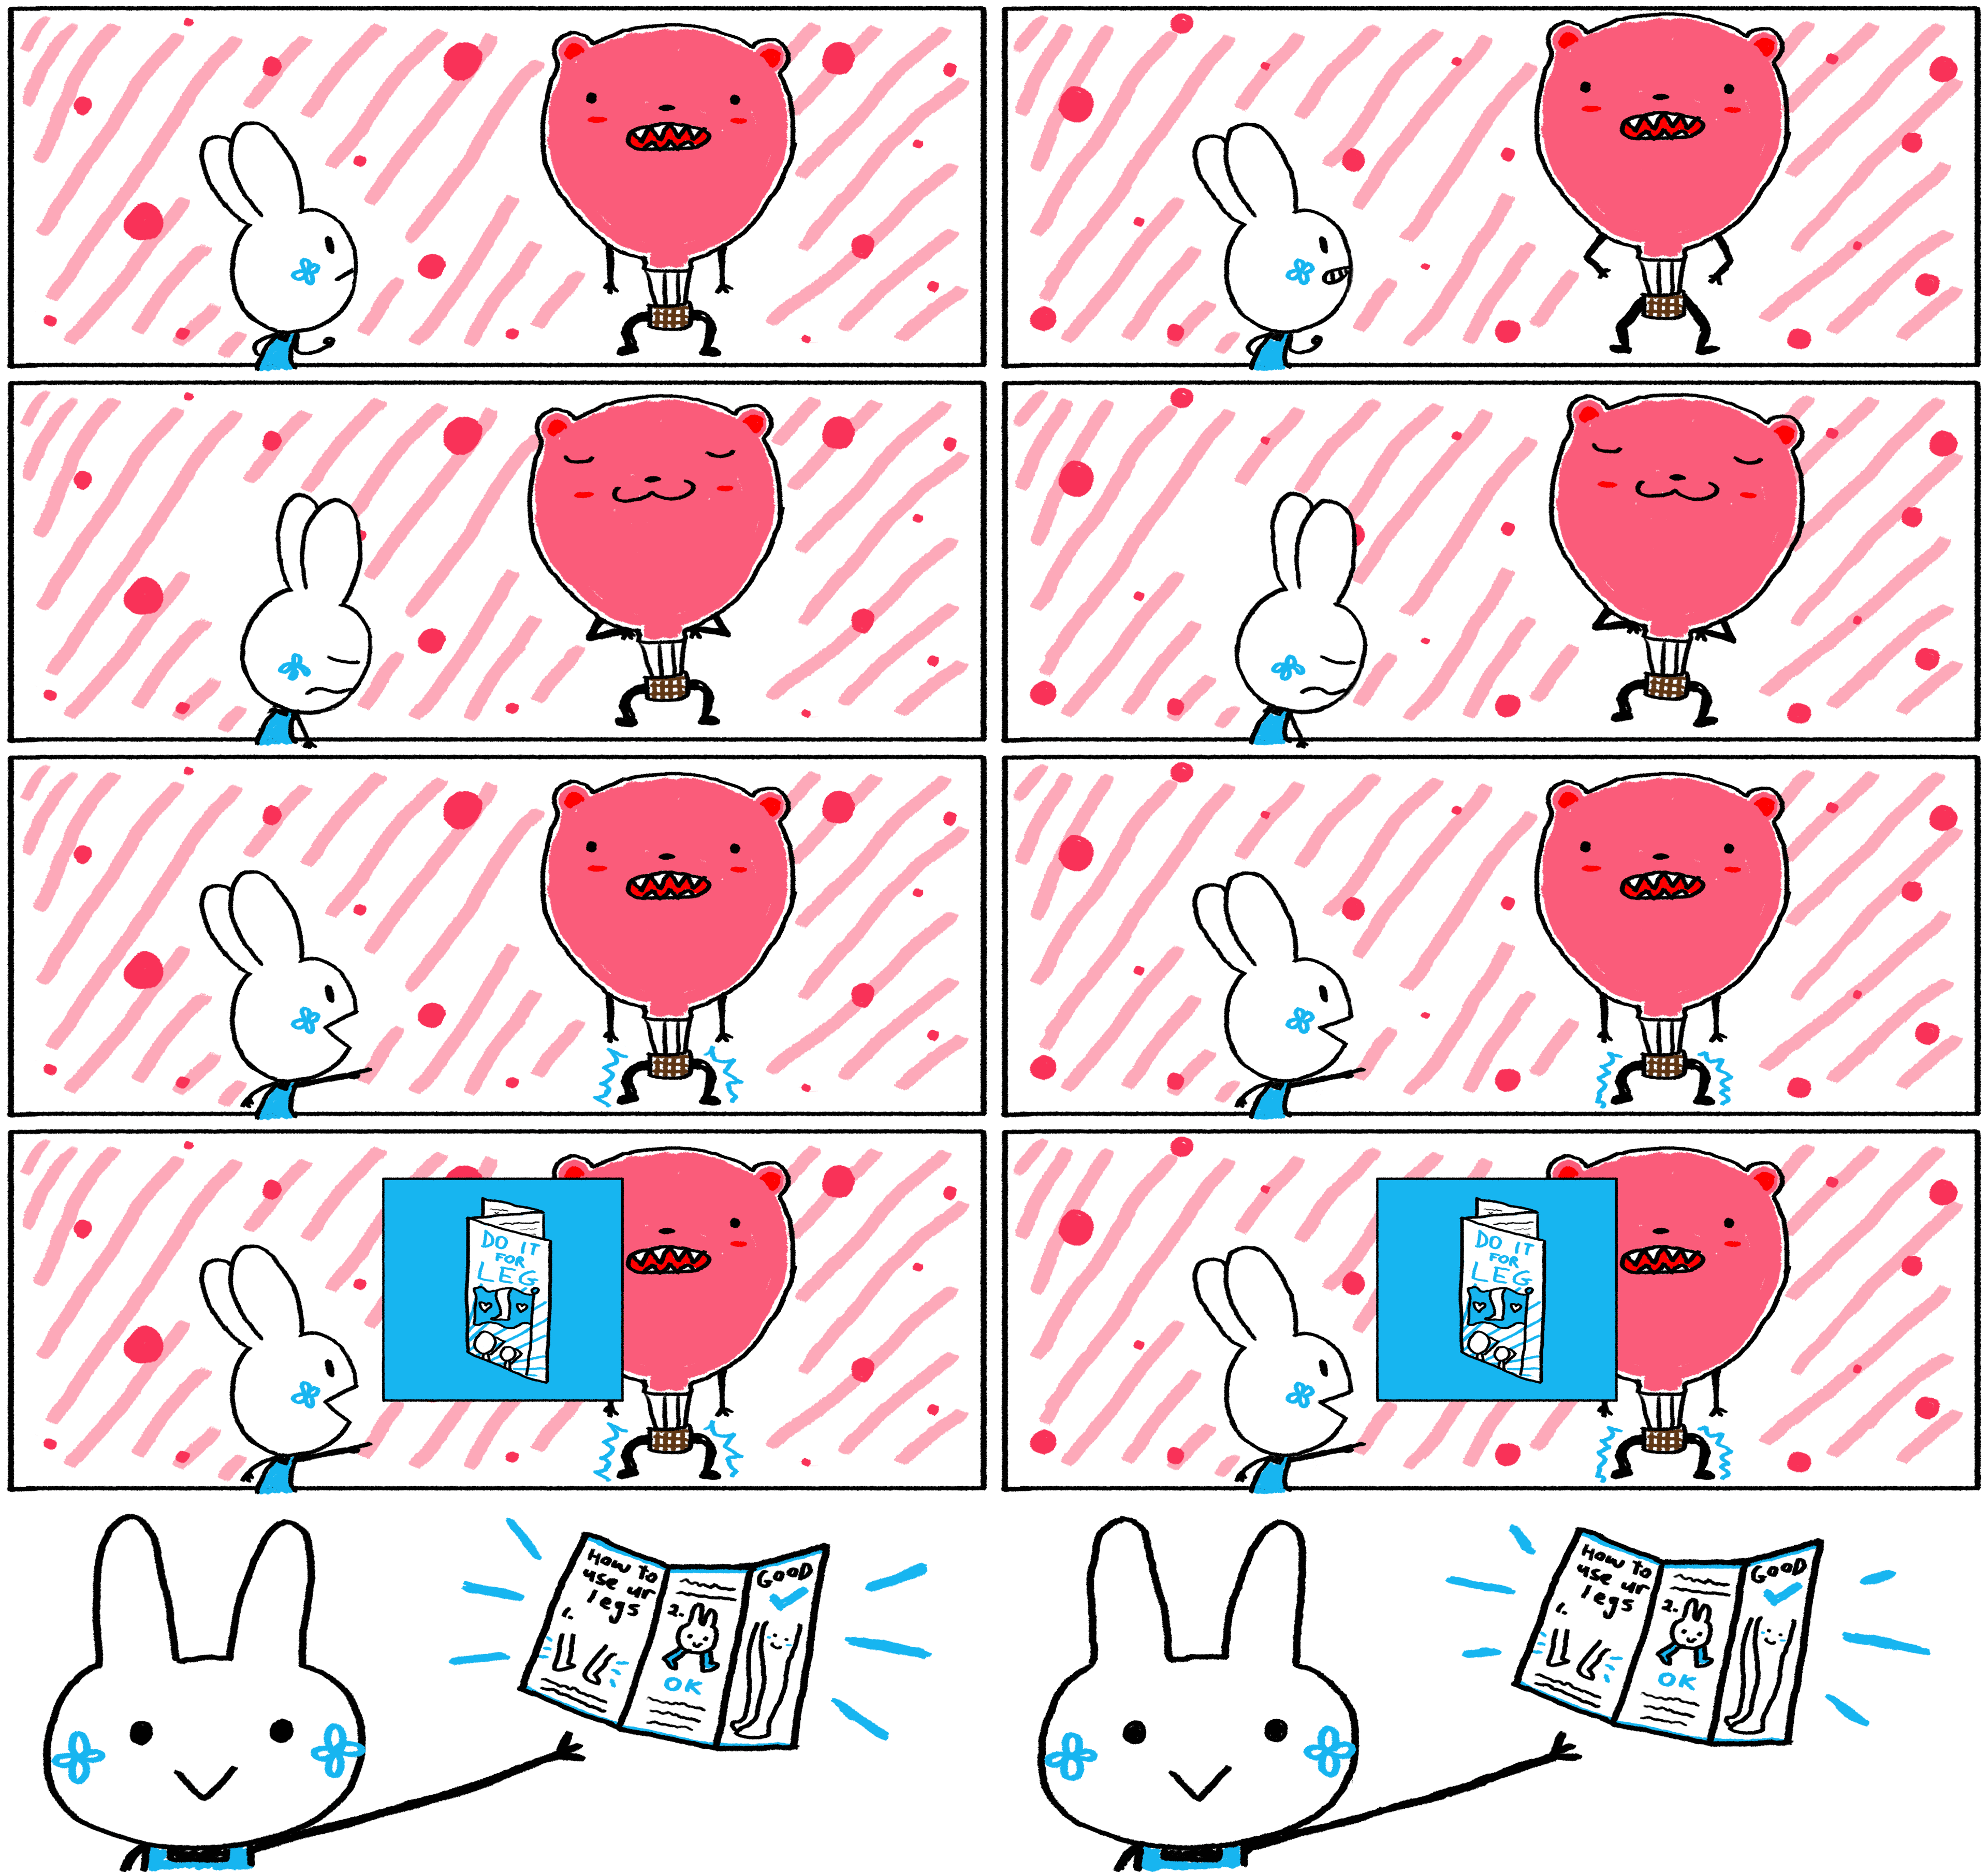 DO IT
FOR
LEG
DO IT
FOR
LEG
How to
use ur
legs
1.
2.
OK
GOOD
How to
use ur
legs
1.
2.
OK
GOOD